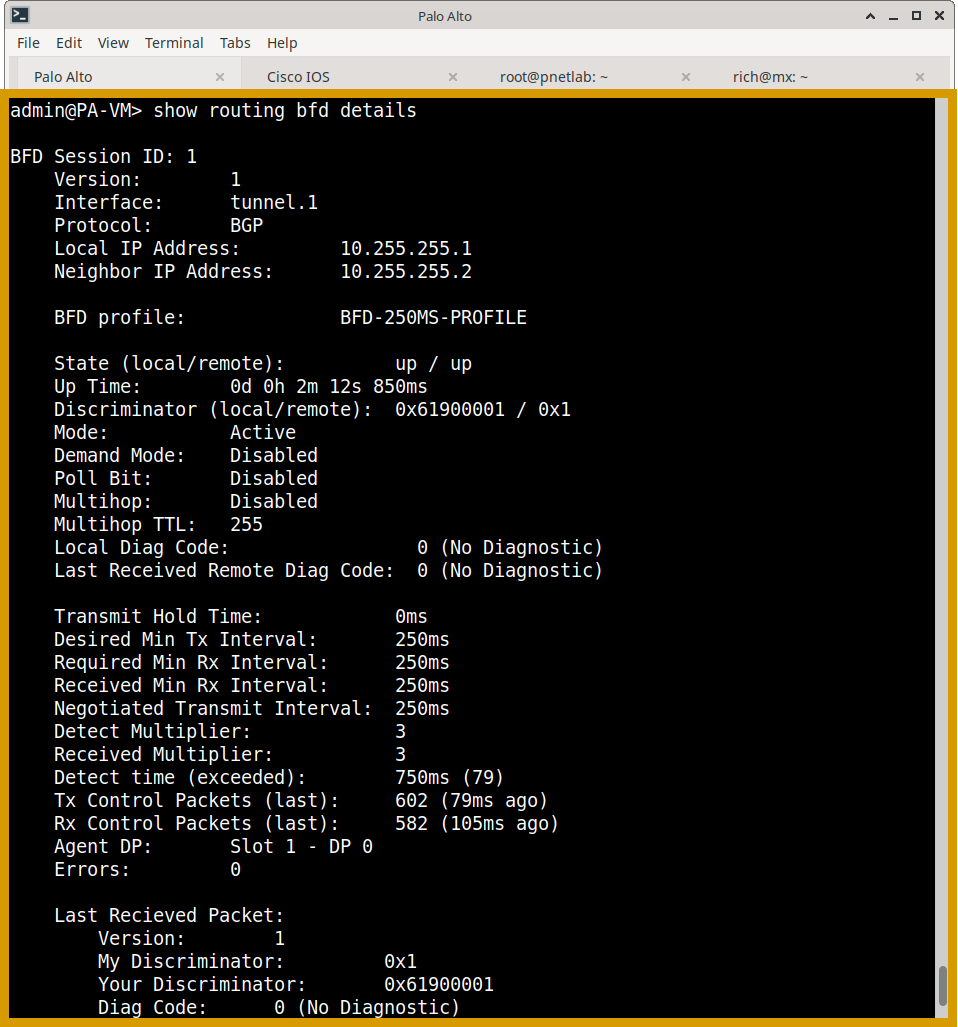 Palo Alto
File Edit View Terminal Tabs Help
Palo Alto Cisco IOS root@pnetlab: ~ rich@mx: ~
admin@PA-VM> show routing bfd details
BFD Session ID: 1
Version: 1
Interface: tunnel.1
Protocol: BGP
Local IP Address: 10.255.255.1
Neighbor IP Address: 10.255.255.2
BFD profile: BFD-250MS-PROFILE
State (local/remote): up / up
Up Time: 0d 0h 2m 12s 850ms
Discriminator (local/remote): 0x61900001 / 0x1
Mode: Active
Demand Mode: Disabled
Poll Bit: Disabled
Multihop: Disabled
Multihop TTL: 255
Local Diag Code: 0 (No Diagnostic)
Last Received Remote Diag Code: 0 (No Diagnostic)
Transmit Hold Time: 0ms
Desired Min Tx Interval: 250ms
Required Min Rx Interval: 250ms
Received Min Rx Interval: 250ms
Negotiated Transmit Interval: 250ms
Detect Multiplier: 3
Received Multiplier: 3
Detect time (exceeded): 750ms (79)
Tx Control Packets (last): 602 (79ms ago)
Rx Control Packets (last): 582 (105ms ago)
Agent DP: Slot 1 - DP 0
Errors: 0
Last Recieved Packet:
Version: 1
My Discriminator: 0x1
Your Discriminator: 0x61900001
Diag Code: 0 (No Diagnostic)